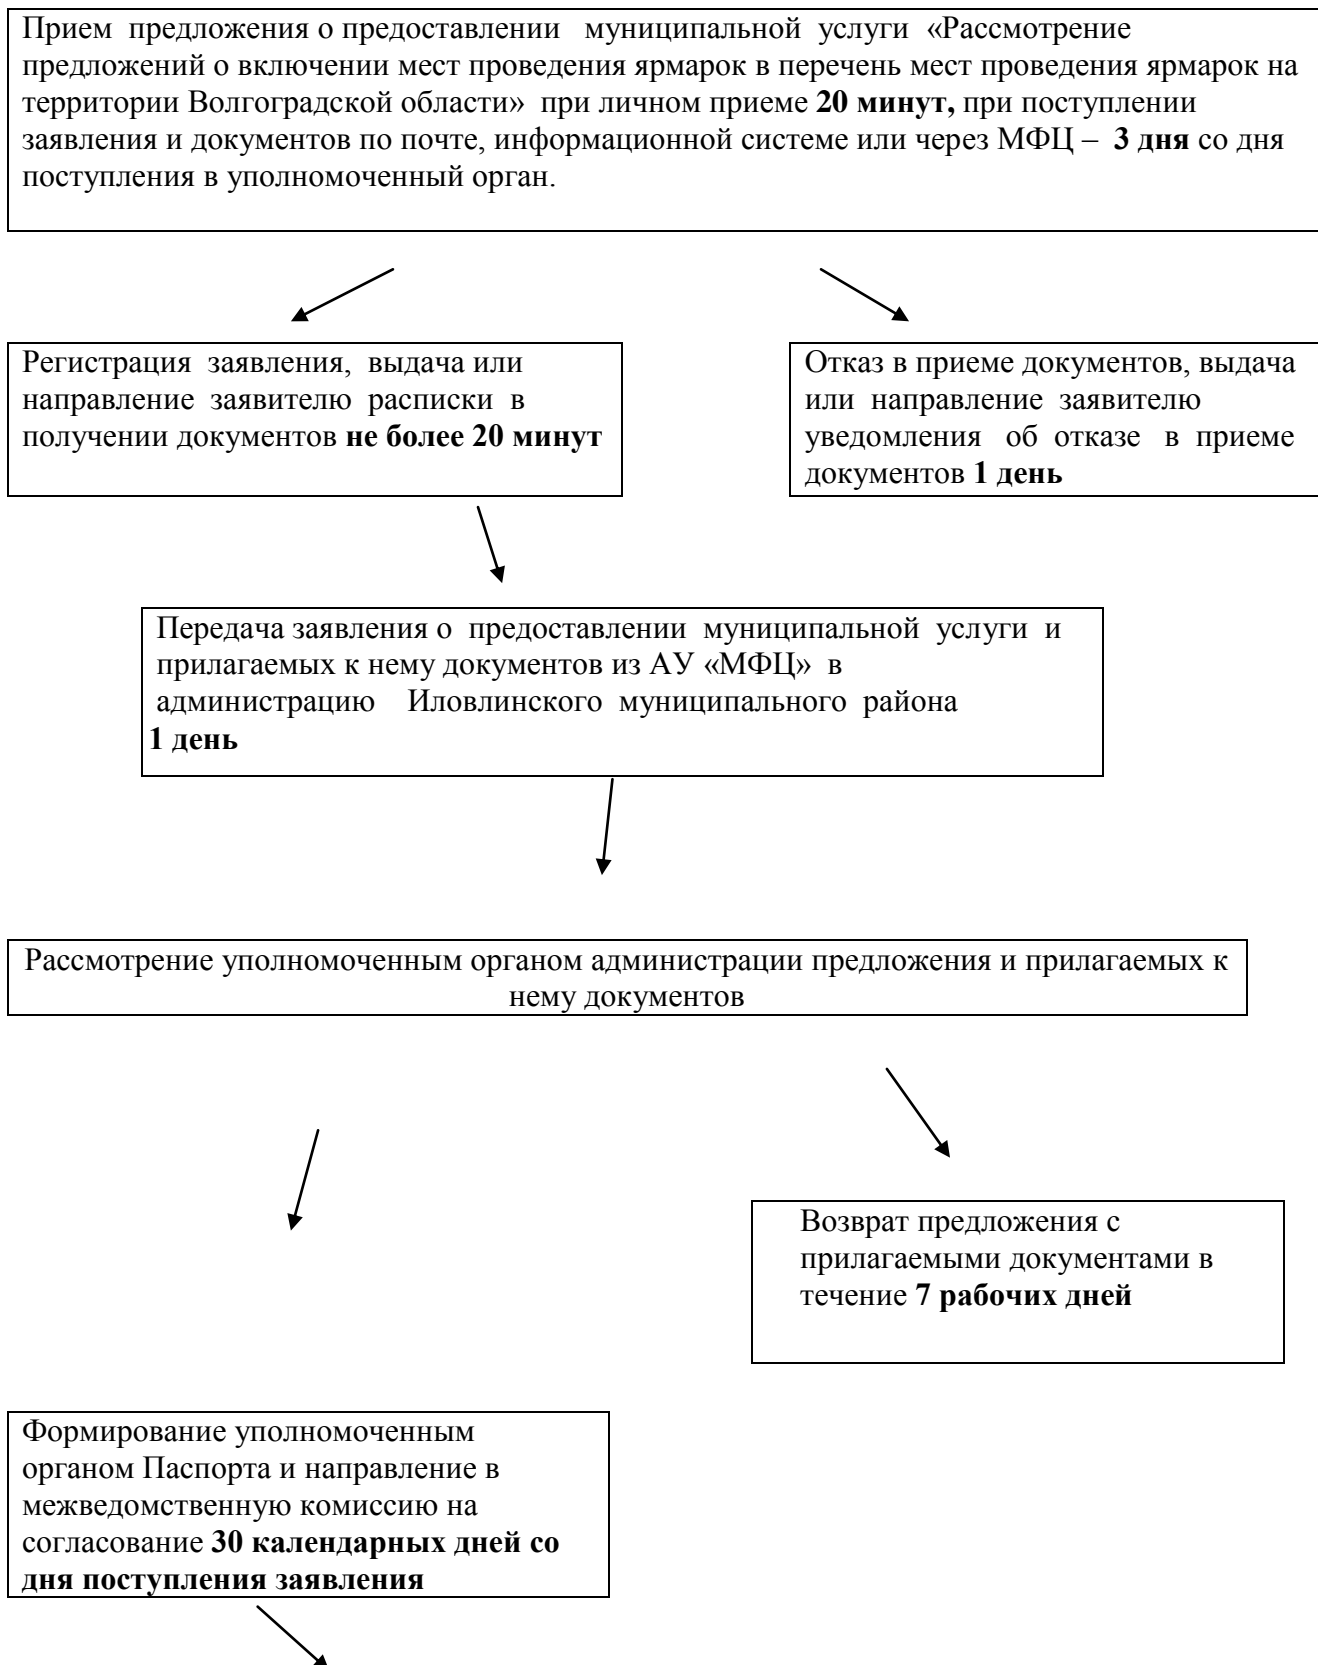 Прием предложения о предоставлении муниципальной услуги «Рассмотрение
предложений о включении мест проведения ярмарок в перечень мест проведения ярмарок на
территории Волгоградской области» при личном приеме 20 минут, при поступлении
заявления и документов по почте, информационной системе или через МФЦ – 3 дня со дня
поступления в уполномоченный орган.
Регистрация заявления, выдача или
направление заявителю расписки в
получении документов не более 20 минут
Отказ в приеме документов, выдача
или направление заявителю
уведомления об отказе в приеме
документов 1 день
Передача заявления о предоставлении муниципальной услуги и
прилагаемых к нему документов из АУ «МФЦ» в
администрацию Иловлинского муниципального района
1 день
Рассмотрение уполномоченным органом администрации предложения и прилагаемых к
нему документов
Возврат предложения с
прилагаемыми документами в
течение 7 рабочих дней
Формирование уполномоченным
органом Паспорта и направление в
межведомственную комиссию на
согласование 30 календарных дней со
дня поступления заявления